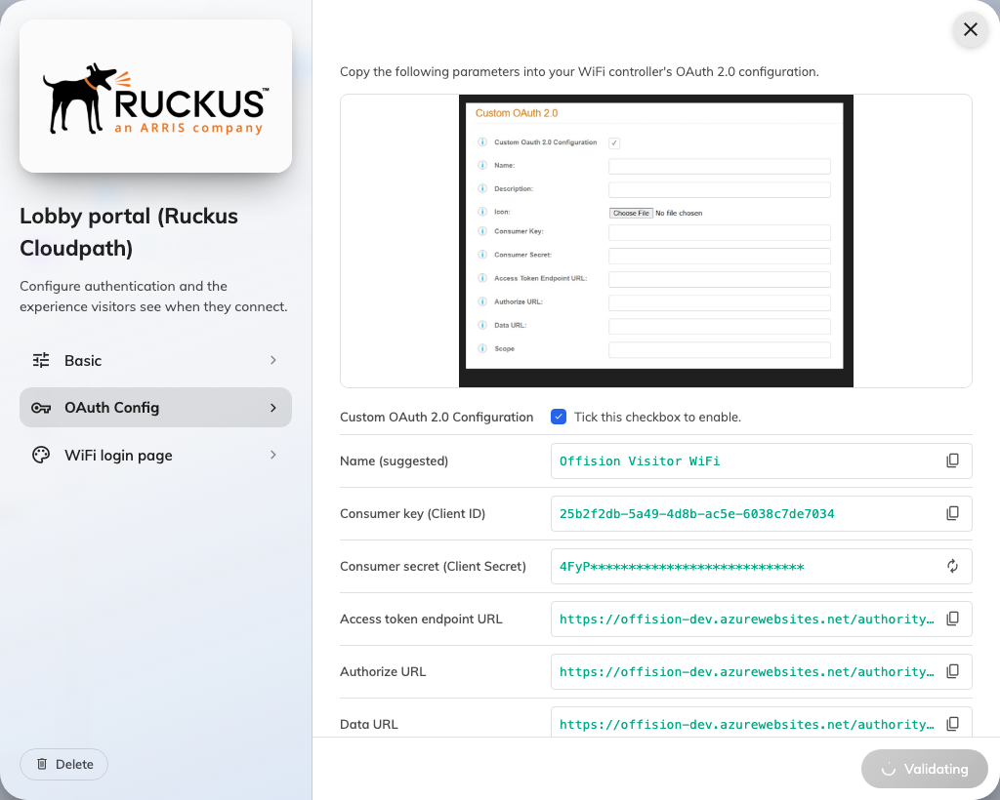 RUCKUS™
an ARRIS company
Lobby portal (Ruckus
Cloudpath)
Configure authentication and the
experience visitors see when they connect.
Basic
OAuth Config
WiFi login page
Delete
Copy the following parameters into your WiFi controller's OAuth 2.0 configuration.
Custom OAuth 2.0
Custom Oauth 2.0 Configuration
Name:
Description:
Icon: Choose File No file chosen
Consumer Key:
Consumer Secret:
Access Token Endpoint URL:
Authorize URL:
Data URL:
Scope
Custom OAuth 2.0 Configuration Tick this checkbox to enable.
Name (suggested) Offision Visitor WiFi
Consumer key (Client ID) 25b2f2db-5a49-4d8b-ac5e-6038c7de7034
Consumer secret (Client Secret) 4FyP****************************
Access token endpoint URL https://offision-dev.azurewebsites.net/authority…
Authorize URL https://offision-dev.azurewebsites.net/authority…
Data URL https://offision-dev.azurewebsites.net/authority…
Validating